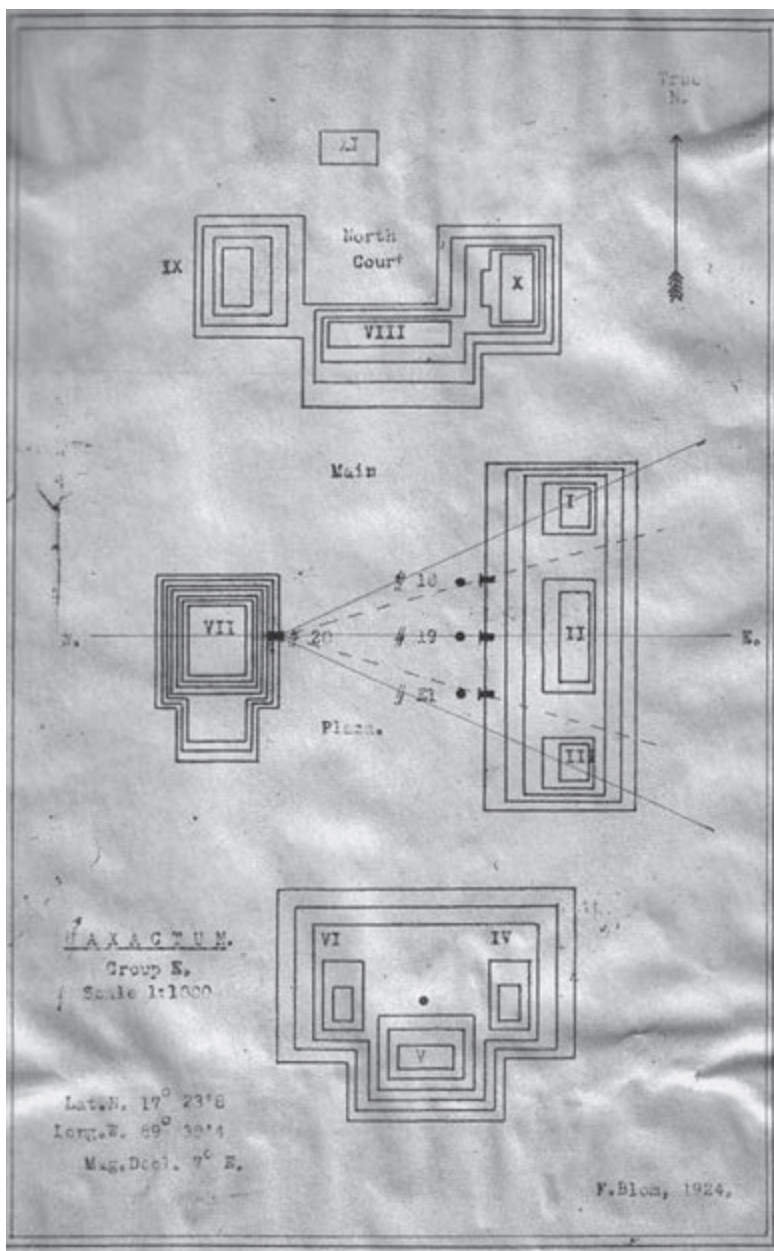 True
N.
XI
North
Court
IX
X
VIII
Main
I
# 18
VII
# 20
# 19
II
E.
# 21
Plaza.
III
UAXACTUM.
Group E.
Scale 1:1000
VI
IV
V
Lat.N. 17° 23'8
Long.W. 89° 38'4
Mag.Decl. 7° E.
F.Blom, 1924.